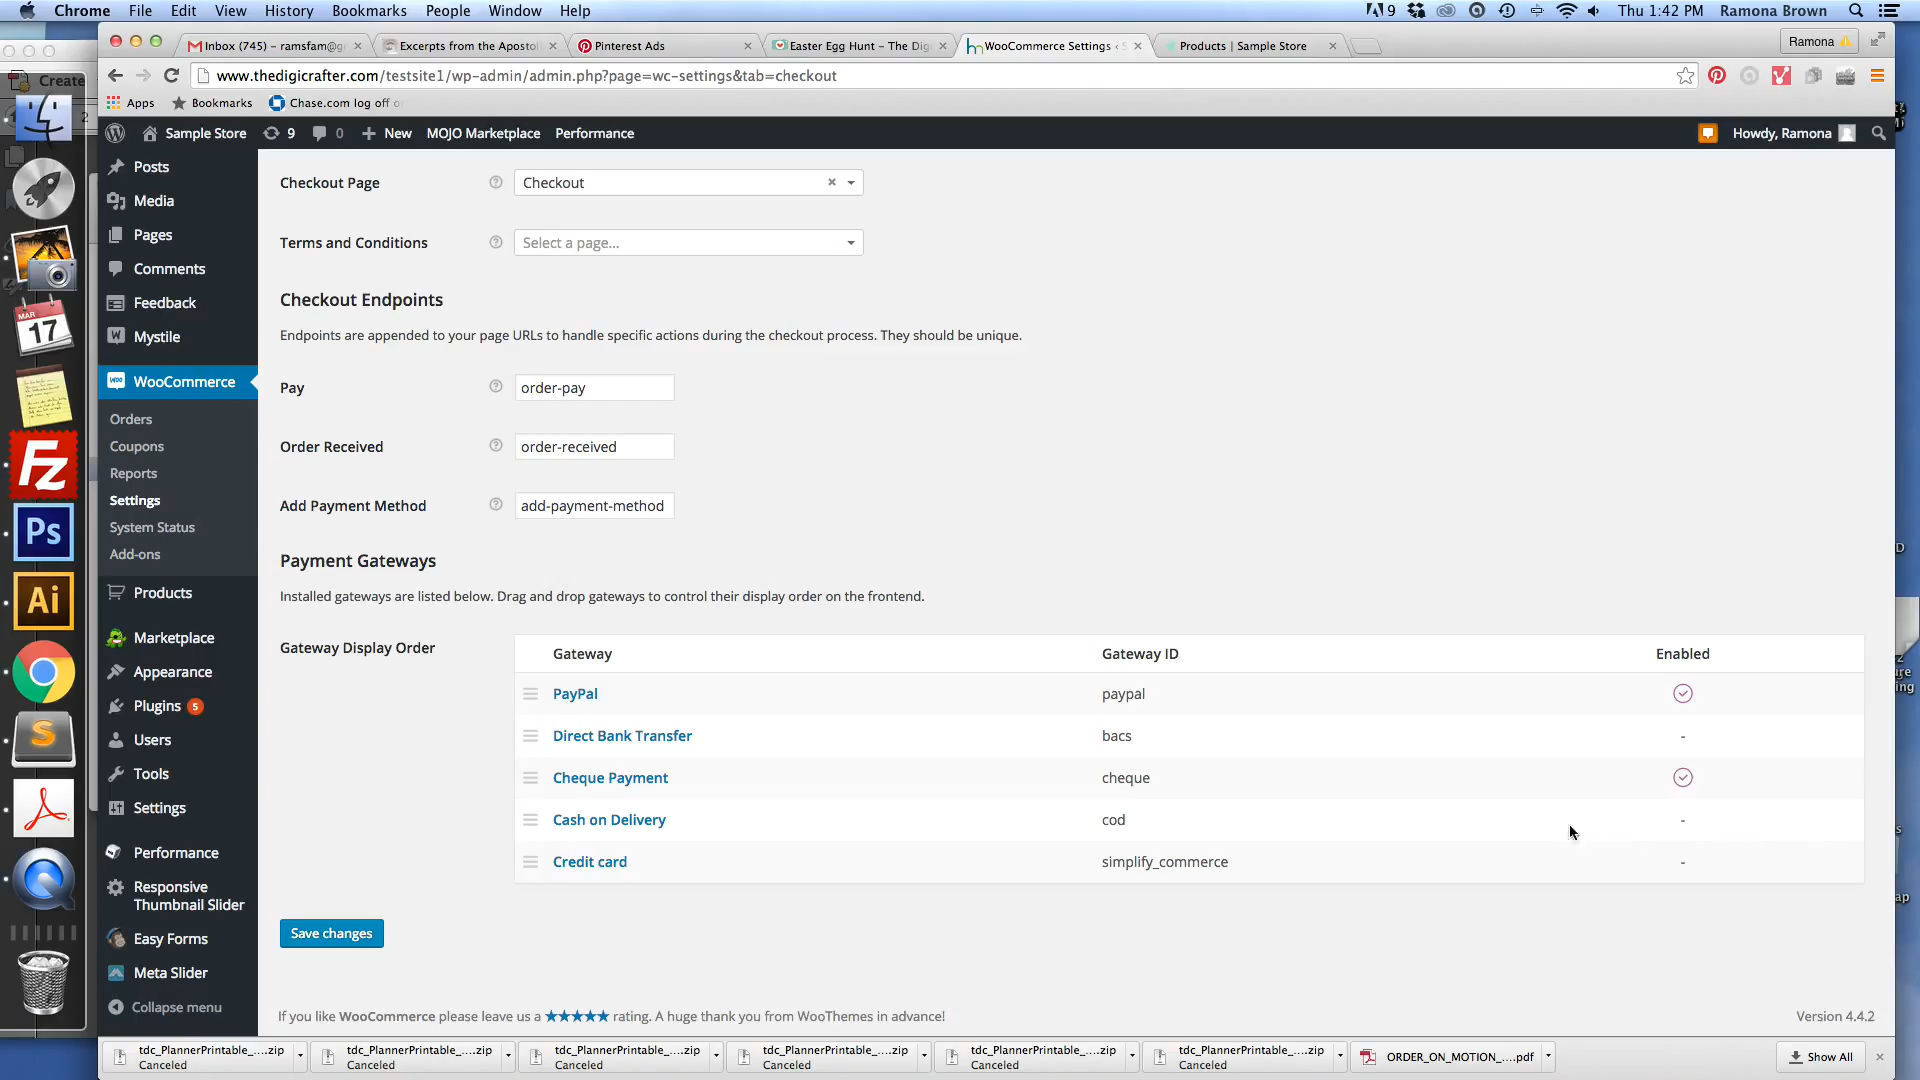 Chrome File Edit View History Bookmarks People Window Help 9 Thu 1:42 PM Ramona Brown
Inbox (745) – ramsfam@g Excerpts from the Apostol Pinterest Ads Easter Egg Hunt – The Dig WooCommerce Settings ‹ S Products | Sample Store Ramona
www.thedigicrafter.com/testsite1/wp-admin/admin.php?page=wc-settings&tab=checkout
Apps Bookmarks Chase.com log off
Create
2
Sample Store 9 0 New MOJO Marketplace Performance Howdy, Ramona
Posts
Media
Pages
Comments
Feedback
Mystile
WooCommerce
Orders
Coupons
Reports
Settings
System Status
Add-ons
Products
Marketplace
Appearance
Plugins 5
Users
Tools
Settings
Performance
Responsive
Thumbnail Slider
Easy Forms
Meta Slider
Collapse menu
MAR
17
Fz
Ps
Ai
S
Checkout Page Checkout
Terms and Conditions Select a page...
Checkout Endpoints
Endpoints are appended to your page URLs to handle specific actions during the checkout process. They should be unique.
Pay order-pay
Order Received order-received
Add Payment Method add-payment-method
Payment Gateways
Installed gateways are listed below. Drag and drop gateways to control their display order on the frontend.
Gateway Display Order
Gateway Gateway ID Enabled
PayPal paypal
Direct Bank Transfer bacs -
Cheque Payment cheque
Cash on Delivery cod -
Credit card simplify_commerce -
Save changes
If you like WooCommerce please leave us a ★★★★★ rating. A huge thank you from WooThemes in advance! Version 4.4.2
tdc_PlannerPrintable_....zip tdc_PlannerPrintable_....zip tdc_PlannerPrintable_....zip tdc_PlannerPrintable_....zip tdc_PlannerPrintable_....zip tdc_PlannerPrintable_....zip ORDER_ON_MOTION_....pdf Show All
Canceled Canceled Canceled Canceled Canceled Canceled